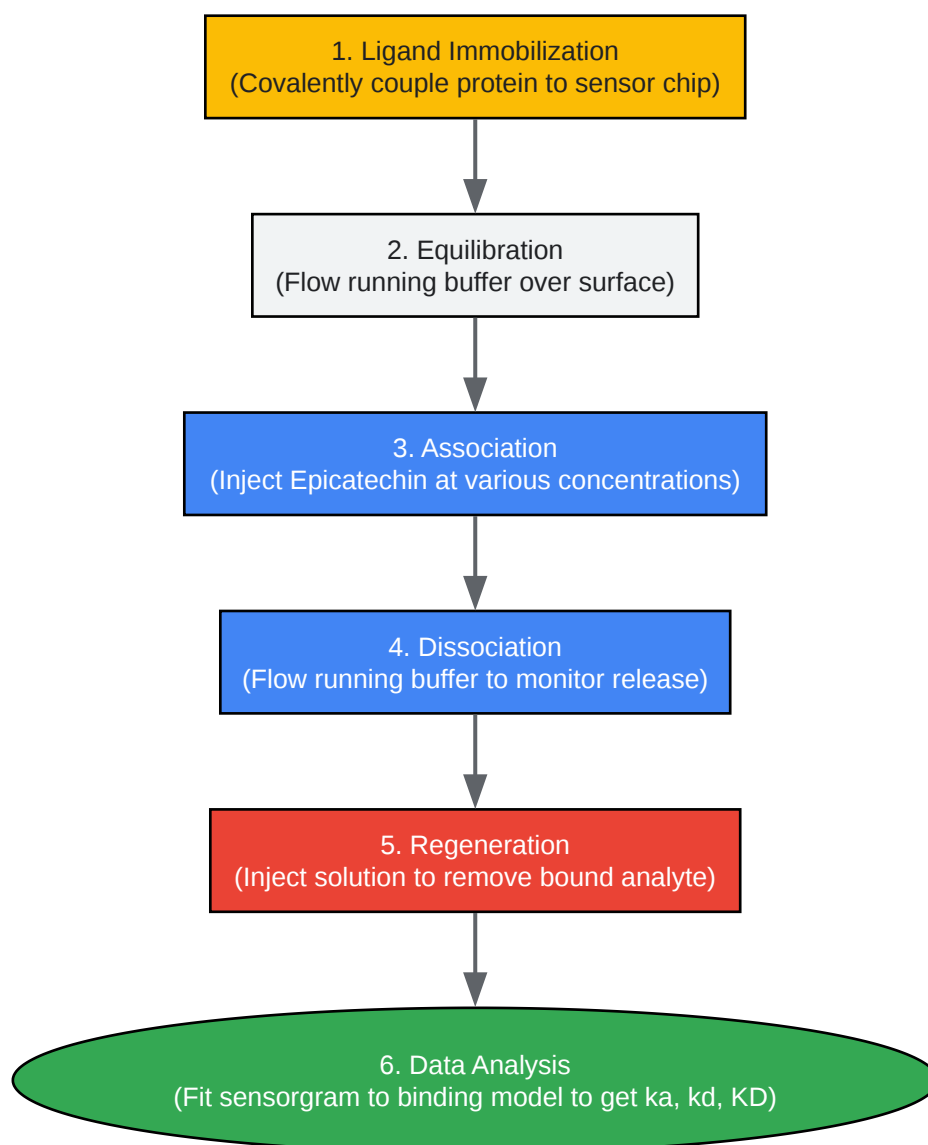 1. Ligand Immobilization
(Covalently couple protein to sensor chip)
2. Equilibration
(Flow running buffer over surface)
3. Association
(Inject Epicatechin at various concentrations)
4. Dissociation
(Flow running buffer to monitor release)
5. Regeneration
(Inject solution to remove bound analyte)
6. Data Analysis
(Fit sensorgram to binding model to get ka, kd, KD)